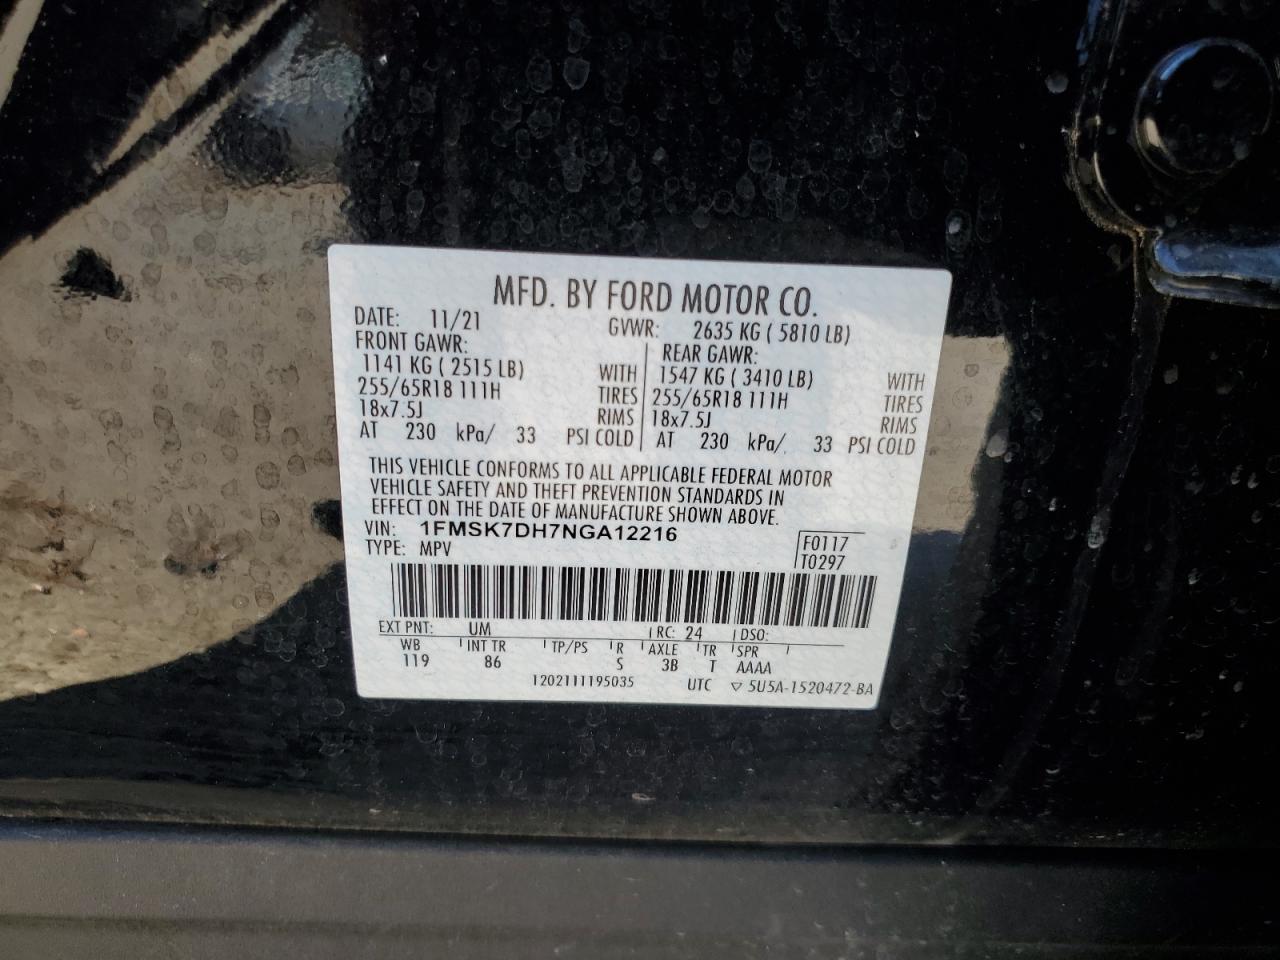 MFD. BY FORD MOTOR CO.
DATE: 11/21 GVWR: 2635 KG ( 5810 LB)
FRONT GAWR: REAR GAWR:
1141 KG ( 2515 LB) WITH 1547 KG ( 3410 LB) WITH
255/65R18 111H TIRES 255/65R18 111H TIRES
18x7.5J RIMS 18x7.5J RIMS
AT 230 kPa/ 33 PSI COLD AT 230 kPa/ 33 PSI COLD
THIS VEHICLE CONFORMS TO ALL APPLICABLE FEDERAL MOTOR
VEHICLE SAFETY AND THEFT PREVENTION STANDARDS IN
EFFECT ON THE DATE OF MANUFACTURE SHOWN ABOVE.
VIN: 1FMSK7DH7NGA12216 F0117
TYPE: MPV T0297
EXT PNT: UM RC: 24 DSO:
WB INT TR TP/PS R AXLE TR SPR
119 86 S 3B T AAAA
1202111195035 UTC ▽ 5U5A-1520472-BA